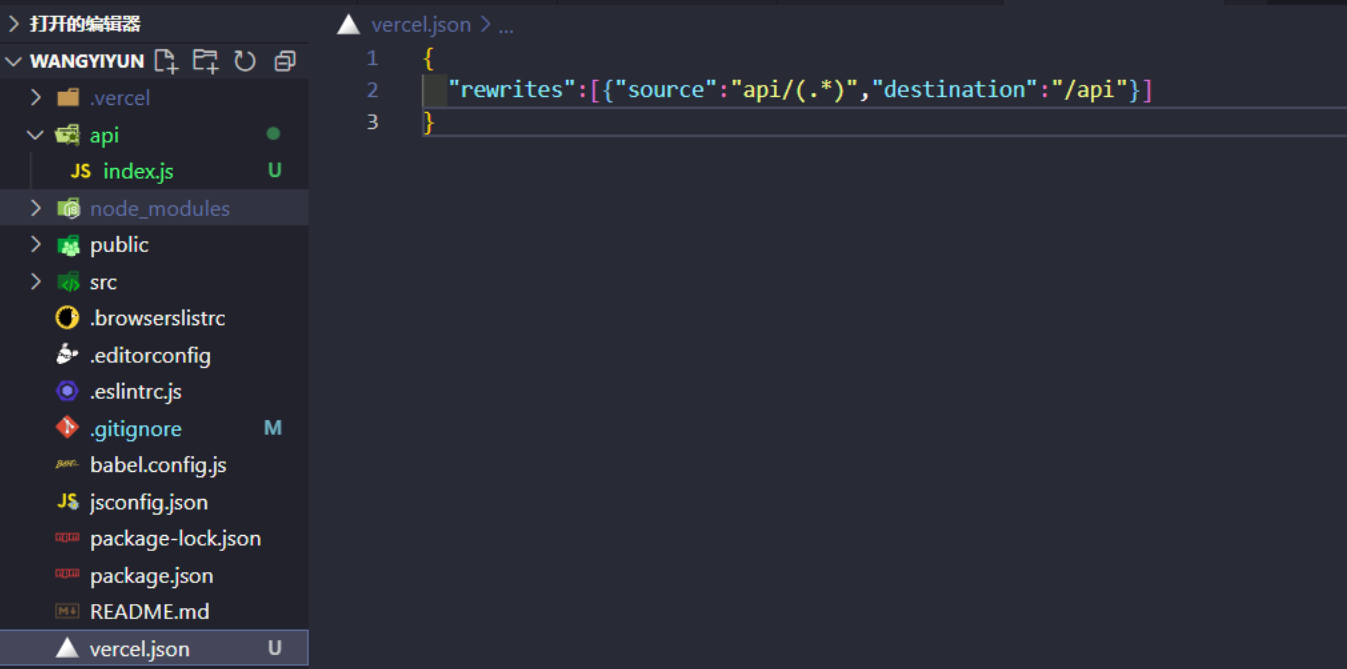 打开的编辑器
WANGYIYUN
.vercel
api
JS index.js U
node_modules
public
src
.browserslistrc
.editorconfig
.eslintrc.js
.gitignore M
babel.config.js
JS jsconfig.json
package-lock.json
package.json
README.md
vercel.json U
vercel.json > ...
1 {
2 "rewrites":[{"source":"api/(.*)","destination":"/api"}]
3 }